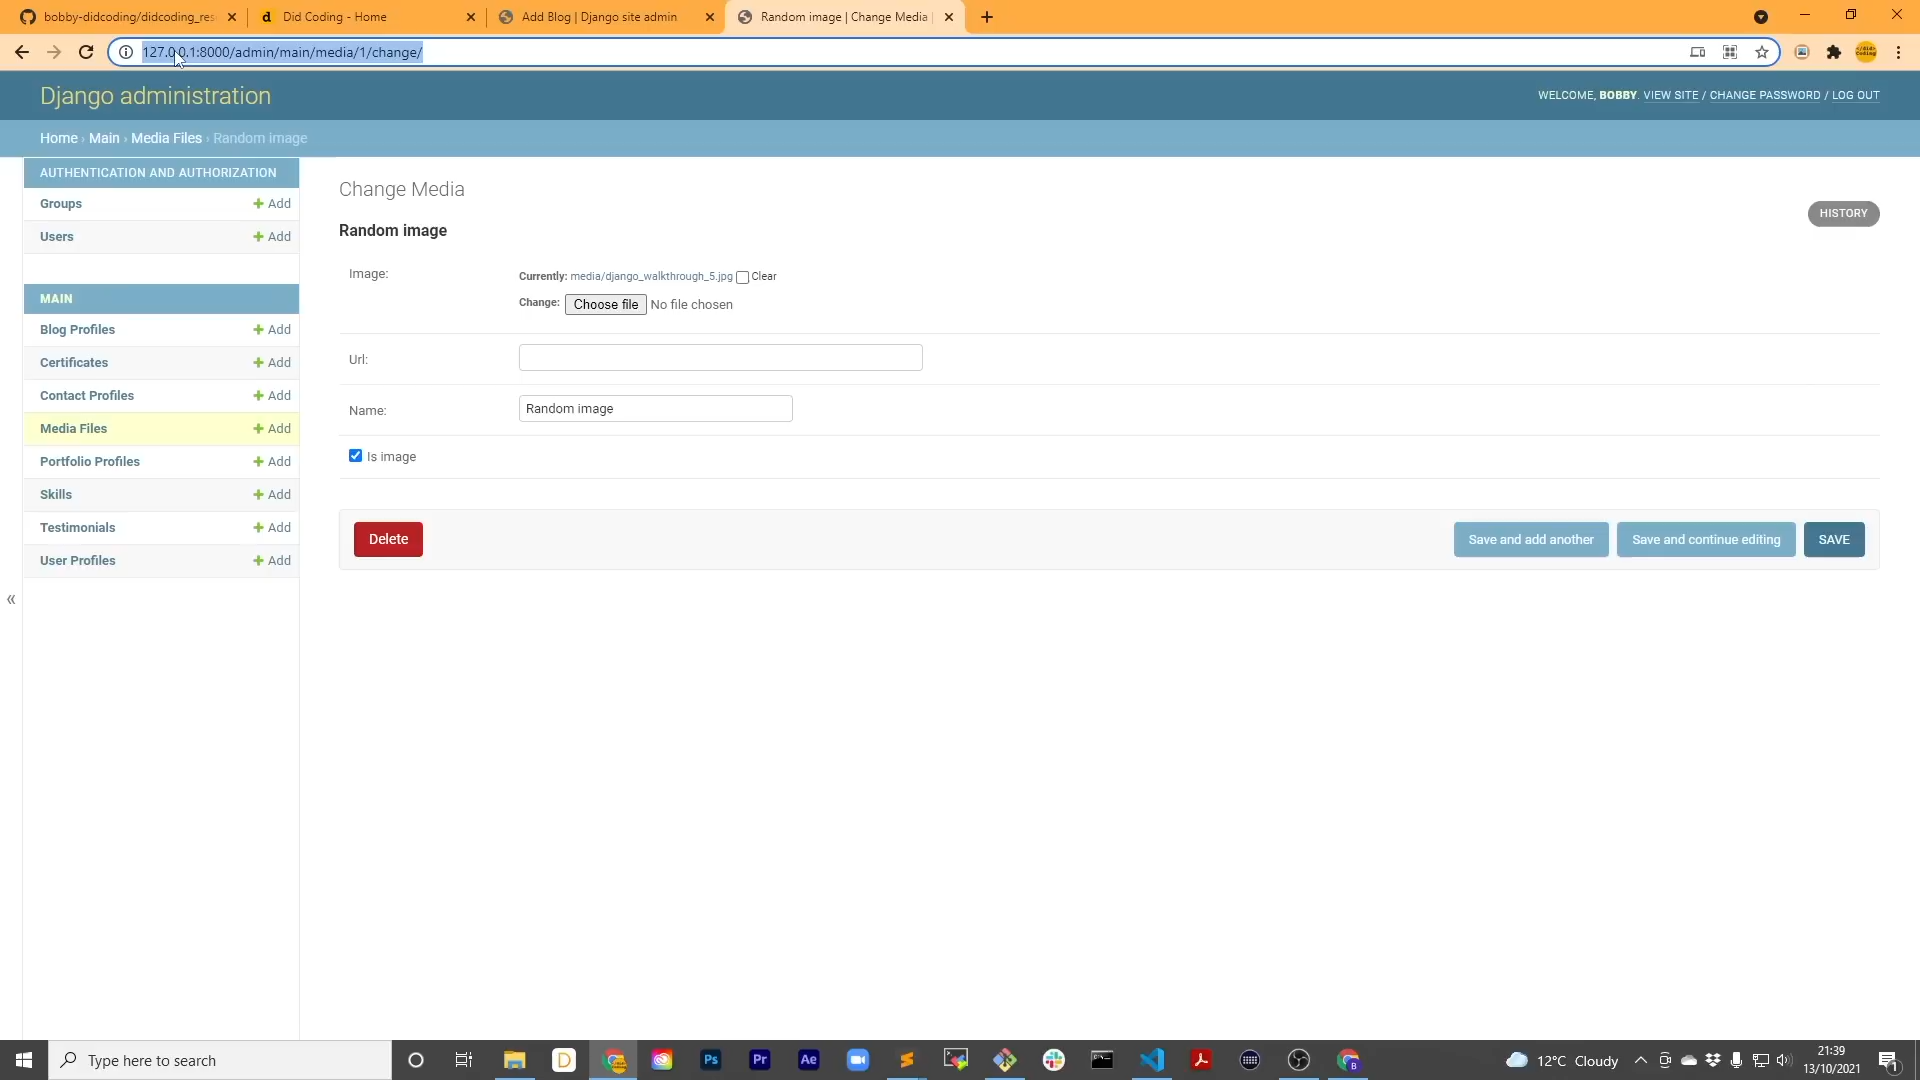 bobby-didcoding/didcoding_res
Did Coding - Home
Add Blog | Django site admin
Random image | Change Media |
127.0.0.1:8000/admin/main/media/1/change/
Django administration
WELCOME, BOBBY. VIEW SITE / CHANGE PASSWORD / LOG OUT
Home › Main › Media Files › Random image
AUTHENTICATION AND AUTHORIZATION
Groups + Add
Users + Add
MAIN
Blog Profiles + Add
Certificates + Add
Contact Profiles + Add
Media Files + Add
Portfolio Profiles + Add
Skills + Add
Testimonials + Add
User Profiles + Add
«
Change Media
HISTORY
Random image
Image:
Currently: media/django_walkthrough_5.jpg Clear
Change: Choose file No file chosen
Url:
Name: Random image
Is image
Delete
Save and add another
Save and continue editing
SAVE
Type here to search
D
Ps
Pr
Ae
B
12°C Cloudy
21:39
13/10/2021
1